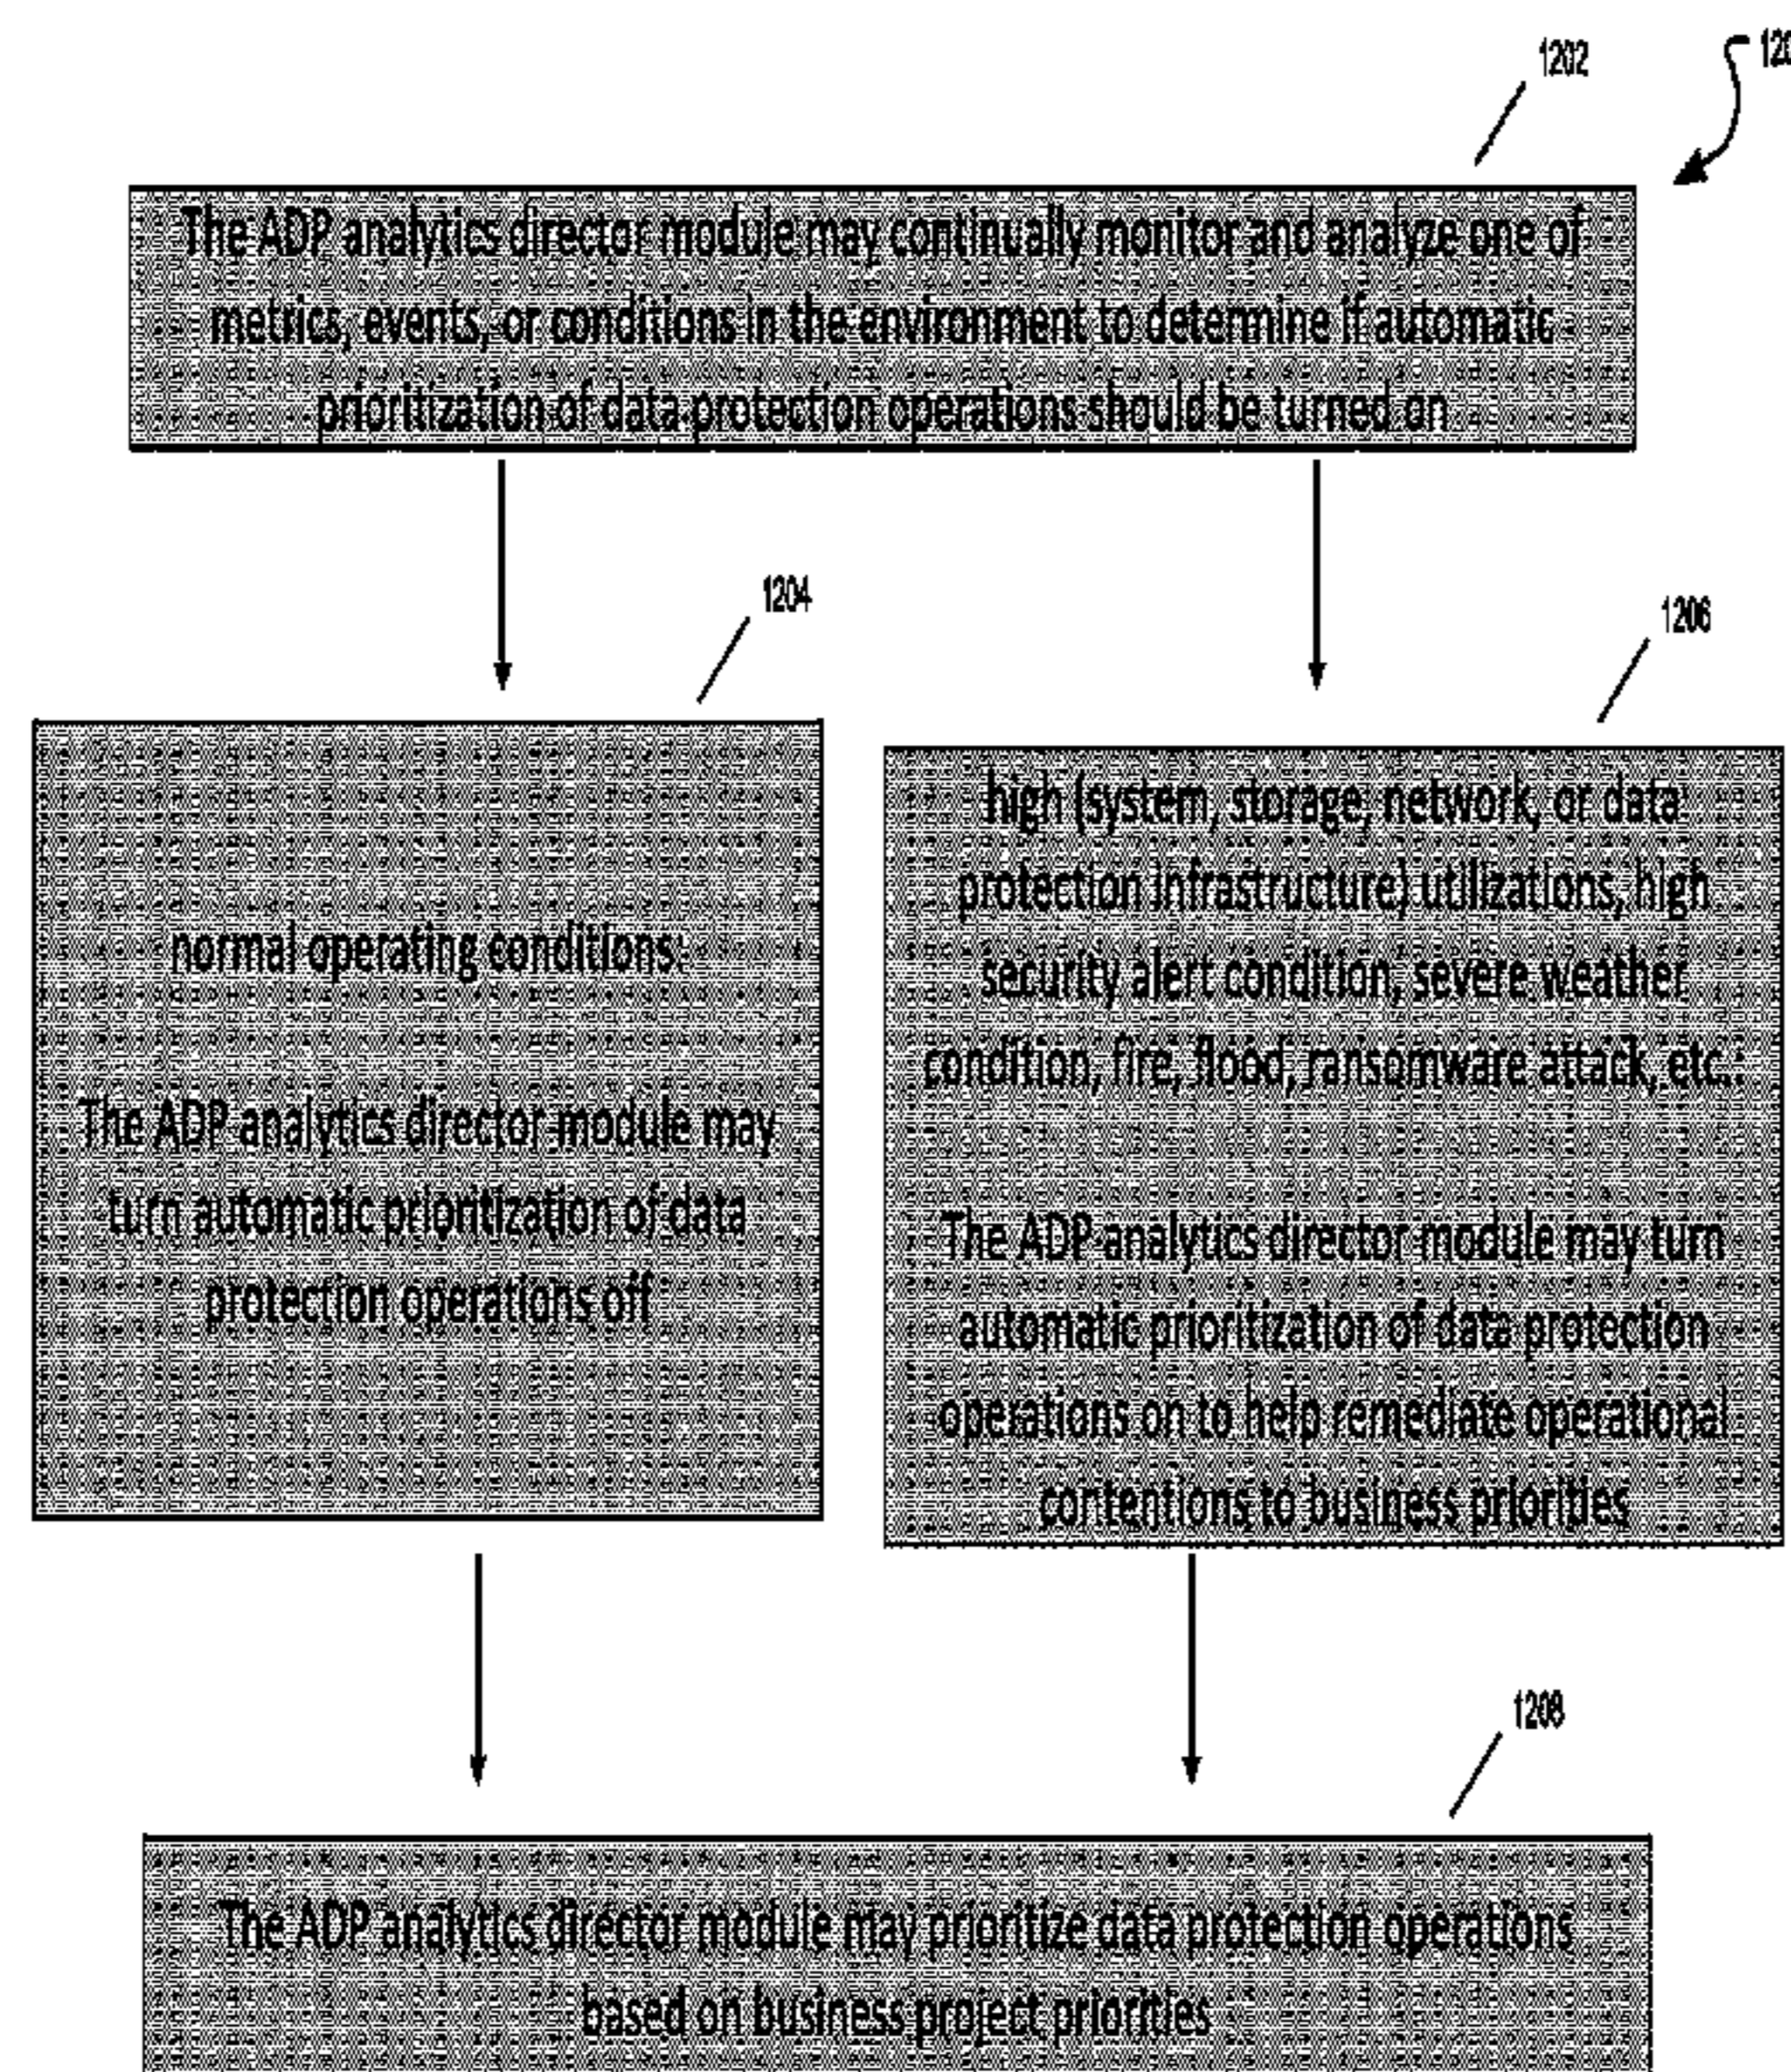 1202
The ADP analytics director module may continually monitor and analyze one of
metrics, events, or conditions in the environment to determine if automatic
prioritization of data protection operations should be turned on
1204
normal operating conditions:
The ADP analytics director module may
turn automatic prioritization of data
protection operations off
1206
high (system, storage, network, or data
protection infrastructure) utilizations, high
security alert condition, severe weather
condition, fire, flood, ransomware attack, etc.:
The ADP analytics director module may turn
automatic prioritization of data protection
operations on to help remediate operational
contentions to business priorities
1208
The ADP analytics director module may prioritize data protection operations
based on business project priorities